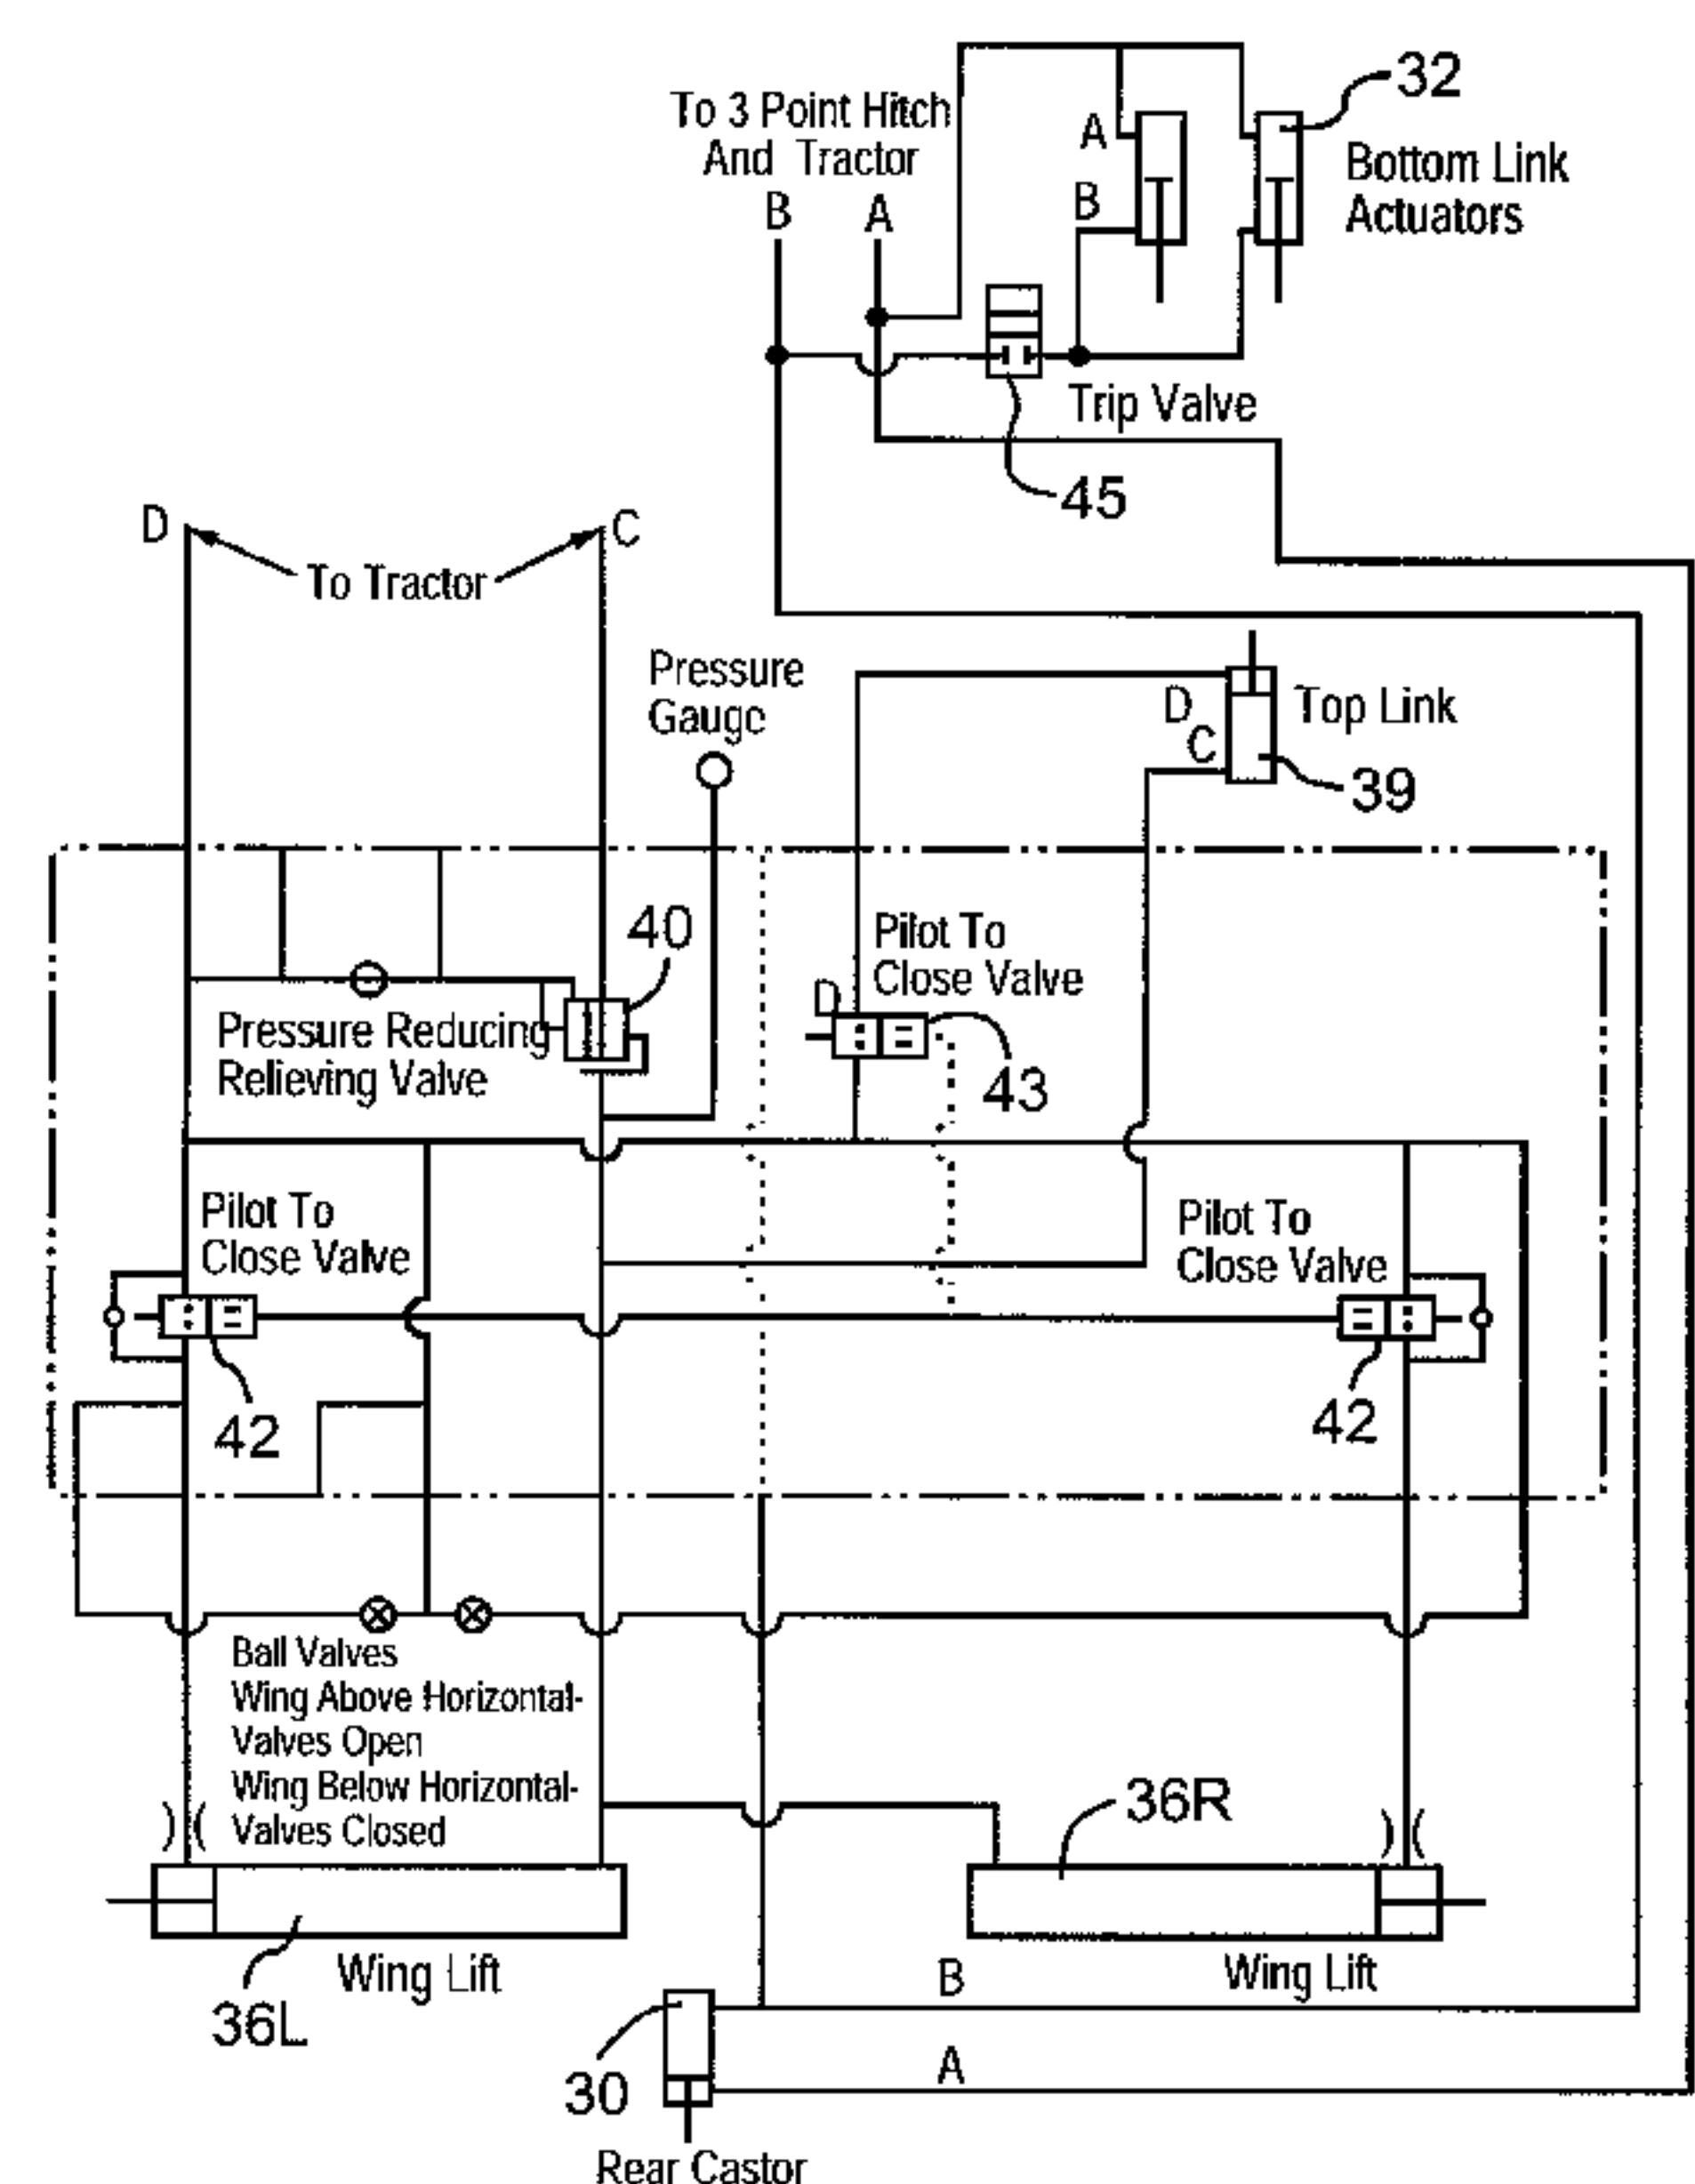 32
To 3 Point Hitch
And Tractor
B
A
A
B
Bottom Link
Actuators
Trip Valve
45
D
C
To Tractor
Pressure
Gauge
D
C
Top Link
39
40
Pilot To
Close Valve
D
43
Pressure Reducing
Relieving Valve
Pilot To
Close Valve
Pilot To
Close Valve
42
42
Ball Valves
Wing Above Horizontal-
Valves Open
Wing Below Horizontal-
Valves Closed
36R
Wing Lift
36L
Wing Lift
B
A
30
Rear Castor